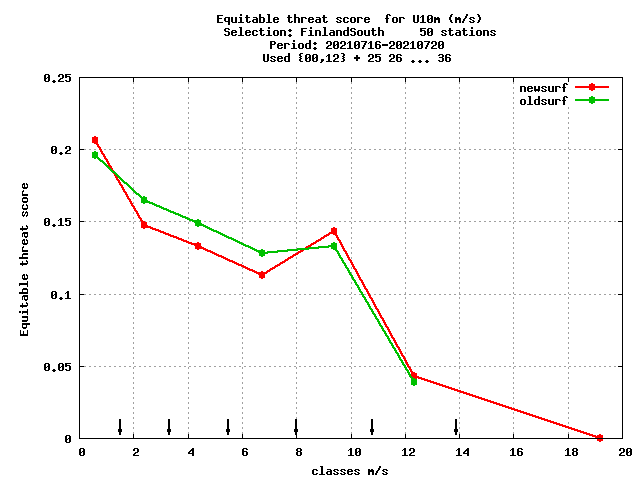 Equitable threat score  for U10m (m/s)
Selection: FinlandSouth     50 stations
Period: 20210716-20210720
Used {00,12} + 25 26 ... 36
newsurf
oldsurf
Equitable threat score
0.25
0.2
0.15
0.1
0.05
0
0 2 4 6 8 10 12 14 16 18 20
classes m/s